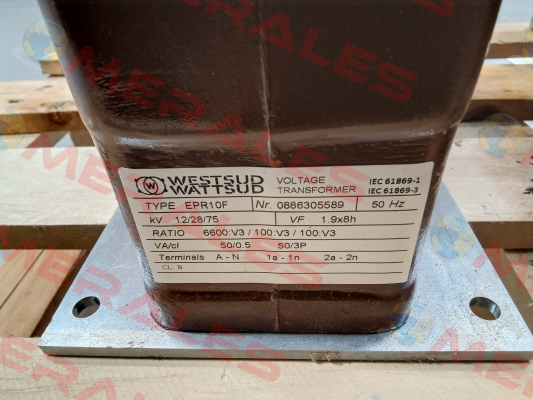 WESTSUD
WATTSUD
VOLTAGE
TRANSFORMER
IEC 61869-1
IEC 61869-3
TYPE EPR10F Nr. 0886305589 50 Hz
kV 12/28/75 VF 1.9x8h
RATIO 6600:V3 / 100:V3 / 100:V3
VA/cl 50/0.5 50/3P
Terminals A - N 1a - 1n 2a - 2n
CL. B
MERALES
MERALES
MERALES